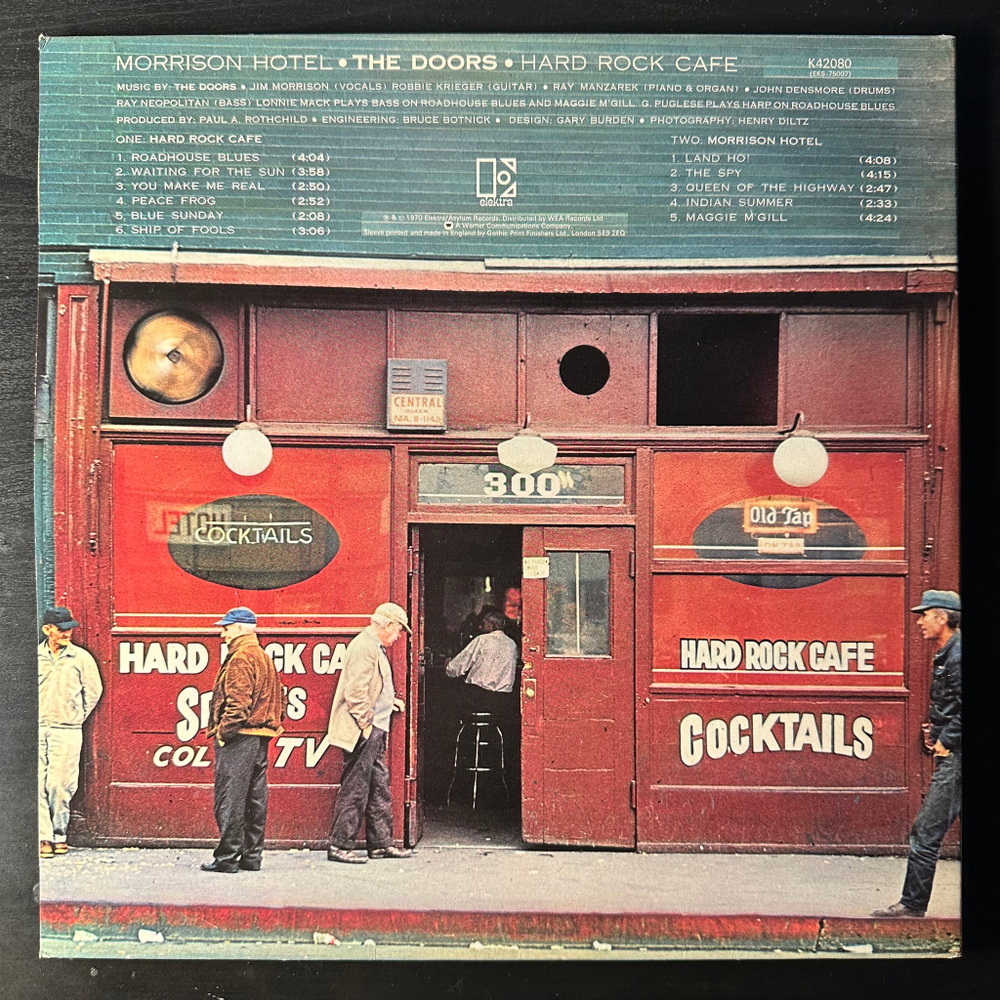 MORRISON HOTEL • THE DOORS • HARD ROCK CAFE
K42080
(EKS-75007)
MUSIC BY: THE DOORS • JIM MORRISON (VOCALS) ROBBIE KRIEGER (GUITAR) • RAY MANZAREK (PIANO & ORGAN) • JOHN DENSMORE (DRUMS)
RAY NEOPOLITAN (BASS) LONNIE MACK PLAYS BASS ON ROADHOUSE BLUES AND MAGGIE M'GILL. G. PUGLESE PLAYS HARP ON ROADHOUSE BLUES
PRODUCED BY: PAUL A. ROTHCHILD • ENGINEERING: BRUCE BOTNICK • DESIGN: GARY BURDEN • PHOTOGRAPHY: HENRY DILTZ
ONE: HARD ROCK CAFE
1. ROADHOUSE BLUES (4:04)
2. WAITING FOR THE SUN (3:58)
3. YOU MAKE ME REAL (2:50)
4. PEACE FROG (2:52)
5. BLUE SUNDAY (2:08)
6. SHIP OF FOOLS (3:06)
elektra
℗ & © 1970 Elektra/Asylum Records. Distributed by WEA Records Ltd
A Warner Communications Company.
Sleeve printed and made in England by Gothic Print Finishers Ltd., London SE9 2EQ
TWO: MORRISON HOTEL
1. LAND HO! (4:08)
2. THE SPY (4:15)
3. QUEEN OF THE HIGHWAY (2:47)
4. INDIAN SUMMER (2:33)
5. MAGGIE M'GILL (4:24)
CENTRAL
ALARM
300
HOTEL
COCKTAILS
Old Tap
ON TAP
HARD ROCK CA
S 'S
COL TV
HARD ROCK CAFE
COCKTAILS